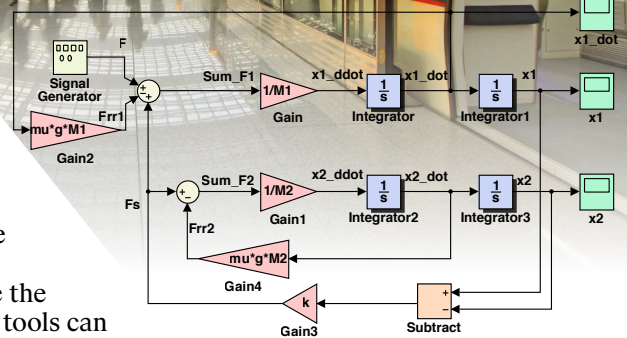 x1_dot
F
Signal
Generator
Sum_F1
x1_ddot
x1_dot
x1
1/M1
1
s
1
s
Gain
Integrator
Integrator1
x1
Frr1
mu*g*M1
Gain2
Fs
Sum_F2
x2_ddot
x2_dot
x2
1/M2
1
s
1
s
Gain1
Integrator2
Integrator3
x2
Frr2
mu*g*M2
Gain4
k
Gain3
+
−
Subtract
e
e the
tools can